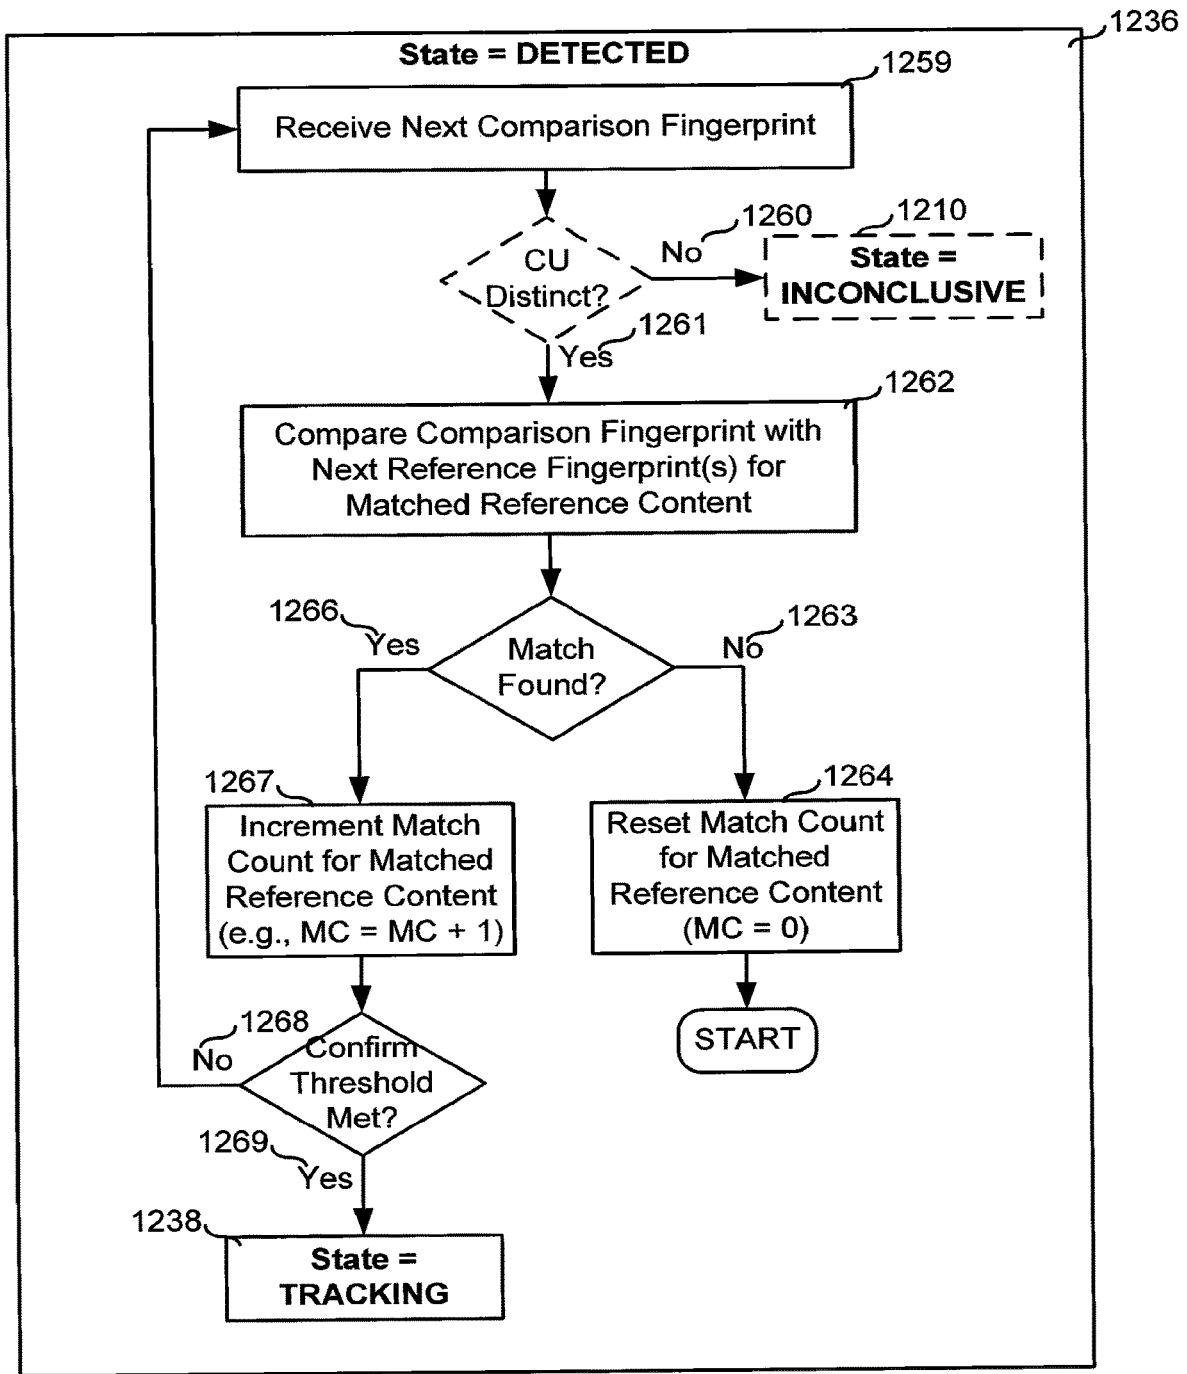 1236
State = DETECTED
1259
Receive Next Comparison Fingerprint
1260
No
1210
CU
Distinct?
State =
INCONCLUSIVE
1261
Yes
1262
Compare Comparison Fingerprint with
Next Reference Fingerprint(s) for
Matched Reference Content
1266
Yes
1263
No
Match
Found?
1267
Increment Match
Count for Matched
Reference Content
(e.g., MC = MC + 1)
1264
Reset Match Count
for Matched
Reference Content
(MC = 0)
START
1268
No
Confirm
Threshold
Met?
1269
Yes
1238
State =
TRACKING